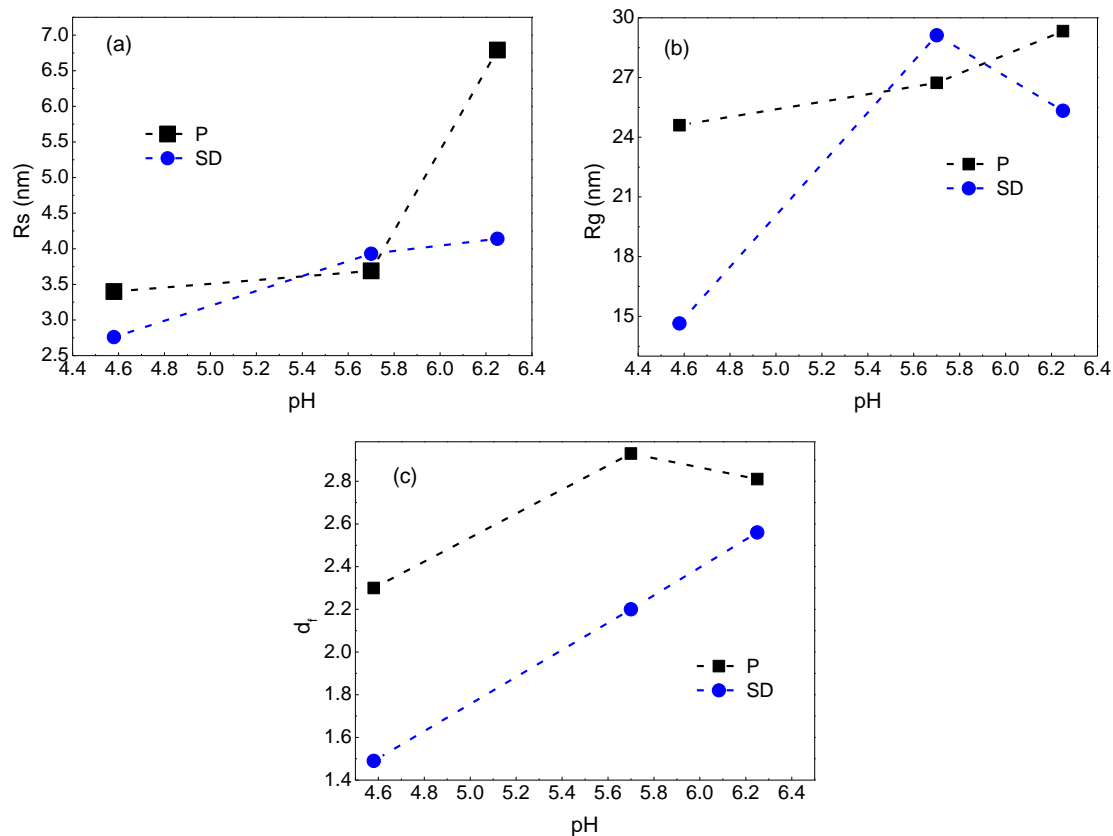 (a)
7.0
6.5
6.0
5.5
5.0
4.5
4.0
3.5
3.0
2.5
Rs (nm)
P
SD
4.4 4.6 4.8 5.0 5.2 5.4 5.6 5.8 6.0 6.2 6.4
pH
(b)
30
27
24
21
18
15
Rg (nm)
P
SD
4.4 4.6 4.8 5.0 5.2 5.4 5.6 5.8 6.0 6.2 6.4
pH
(c)
2.8
2.6
2.4
2.2
2.0
1.8
1.6
1.4
df
P
SD
4.6 4.8 5.0 5.2 5.4 5.6 5.8 6.0 6.2 6.4
pH